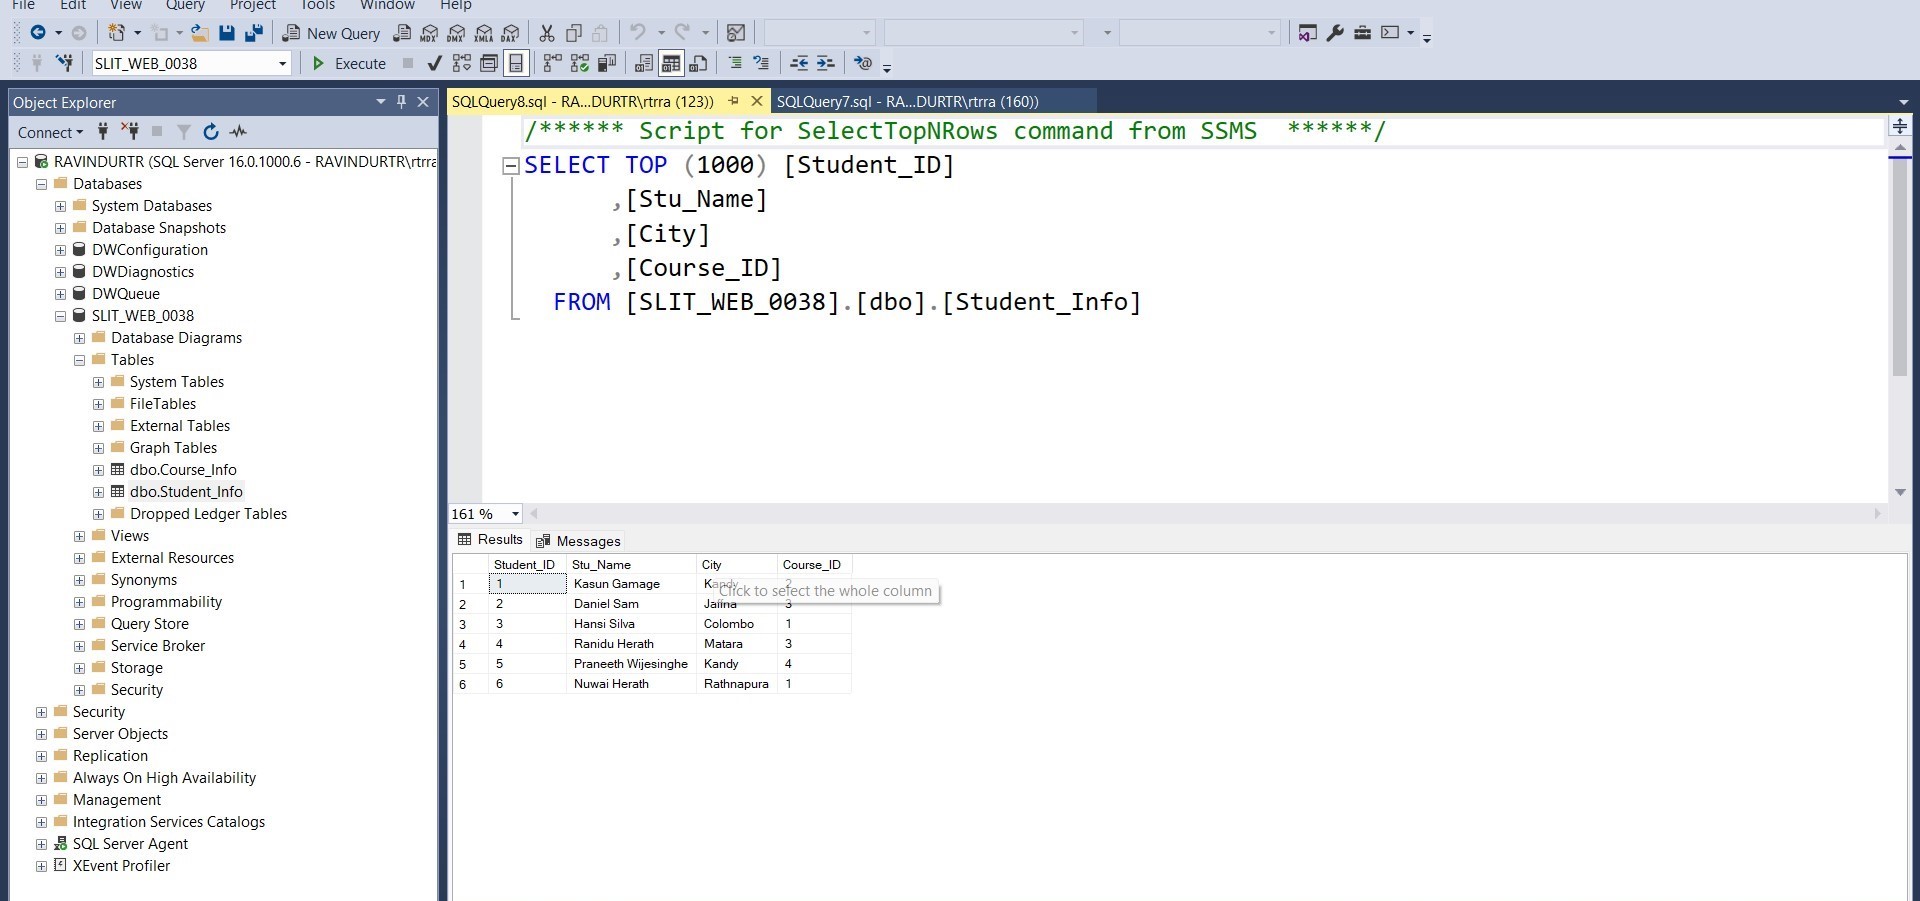 File Edit View Query Project Tools Window Help
New Query MDX DMX XMLA DAX
SLIT_WEB_0038 Execute
Object Explorer
Connect
RAVINDURTR (SQL Server 16.0.1000.6 - RAVINDURTR\rtrra
Databases
System Databases
Database Snapshots
DWConfiguration
DWDiagnostics
DWQueue
SLIT_WEB_0038
Database Diagrams
Tables
System Tables
FileTables
External Tables
Graph Tables
dbo.Course_Info
dbo.Student_Info
Dropped Ledger Tables
Views
External Resources
Synonyms
Programmability
Query Store
Service Broker
Storage
Security
Security
Server Objects
Replication
Always On High Availability
Management
Integration Services Catalogs
SQL Server Agent
XEvent Profiler
SQLQuery8.sql - RA...DURTR\rtrra (123)) SQLQuery7.sql - RA...DURTR\rtrra (160))
/****** Script for SelectTopNRows command from SSMS ******/
SELECT TOP (1000) [Student_ID]
,[Stu_Name]
,[City]
,[Course_ID]
FROM [SLIT_WEB_0038].[dbo].[Student_Info]
161 %
Results Messages
Student_ID Stu_Name City Course_ID
1 1 Kasun Gamage Kandy 2
Click to select the whole column
2 2 Daniel Sam Jaffna 3
3 3 Hansi Silva Colombo 1
4 4 Ranidu Herath Matara 3
5 5 Praneeth Wijesinghe Kandy 4
6 6 Nuwai Herath Rathnapura 1